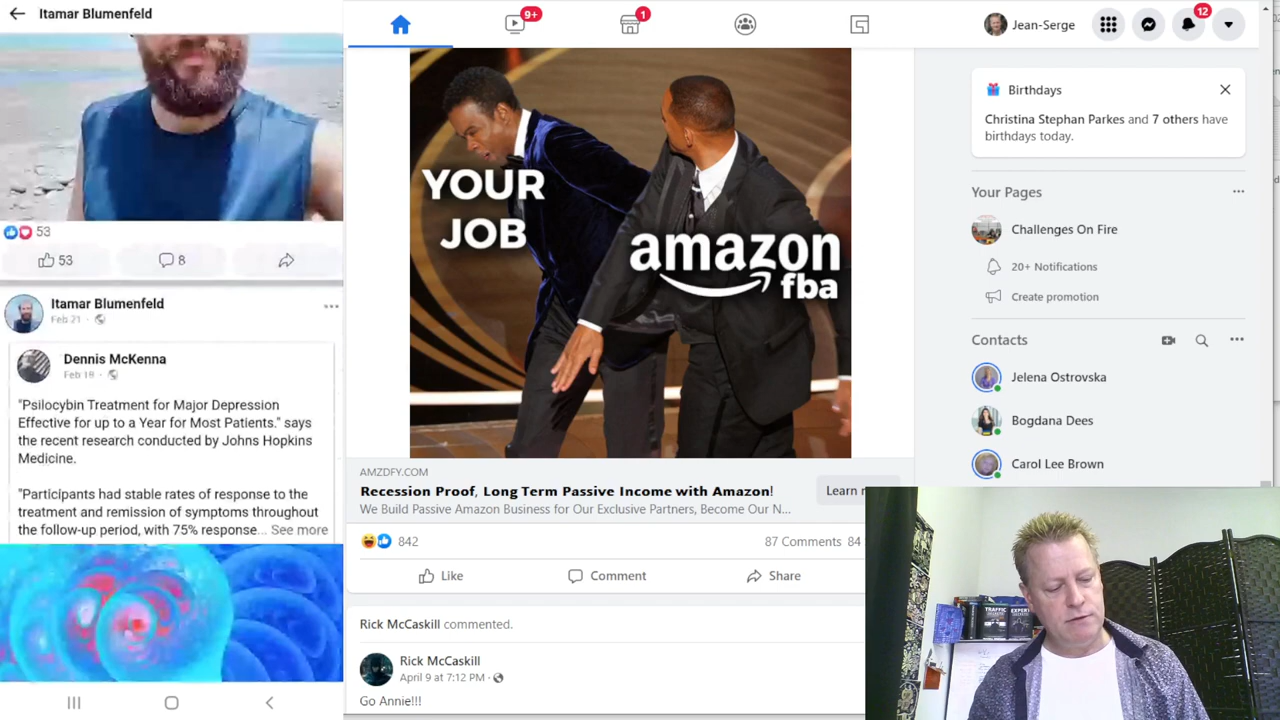 Itamar Blumenfeld
53
53
8
Itamar Blumenfeld
Feb 21
Dennis McKenna
Feb 18
"Psilocybin Treatment for Major Depression
Effective for up to a Year for Most Patients." says
the recent research conducted by Johns Hopkins
Medicine.
"Participants had stable rates of response to the
treatment and remission of symptoms throughout
the follow-up period, with 75% response... See more
9+
1
Jean-Serge
12
YOUR
JOB
amazon
fba
AMZDFY.COM
Recession Proof, Long Term Passive Income with Amazon!
We Build Passive Amazon Business for Our Exclusive Partners, Become Our N...
Learn
842
87 Comments 84
Like
Comment
Share
Rick McCaskill commented.
Rick McCaskill
April 9 at 7:12 PM
Go Annie!!!
Birthdays
Christina Stephan Parkes and 7 others have
birthdays today.
Your Pages
Challenges On Fire
20+ Notifications
Create promotion
Contacts
Jelena Ostrovska
Bogdana Dees
Carol Lee Brown
TRAFFIC
EXPERT